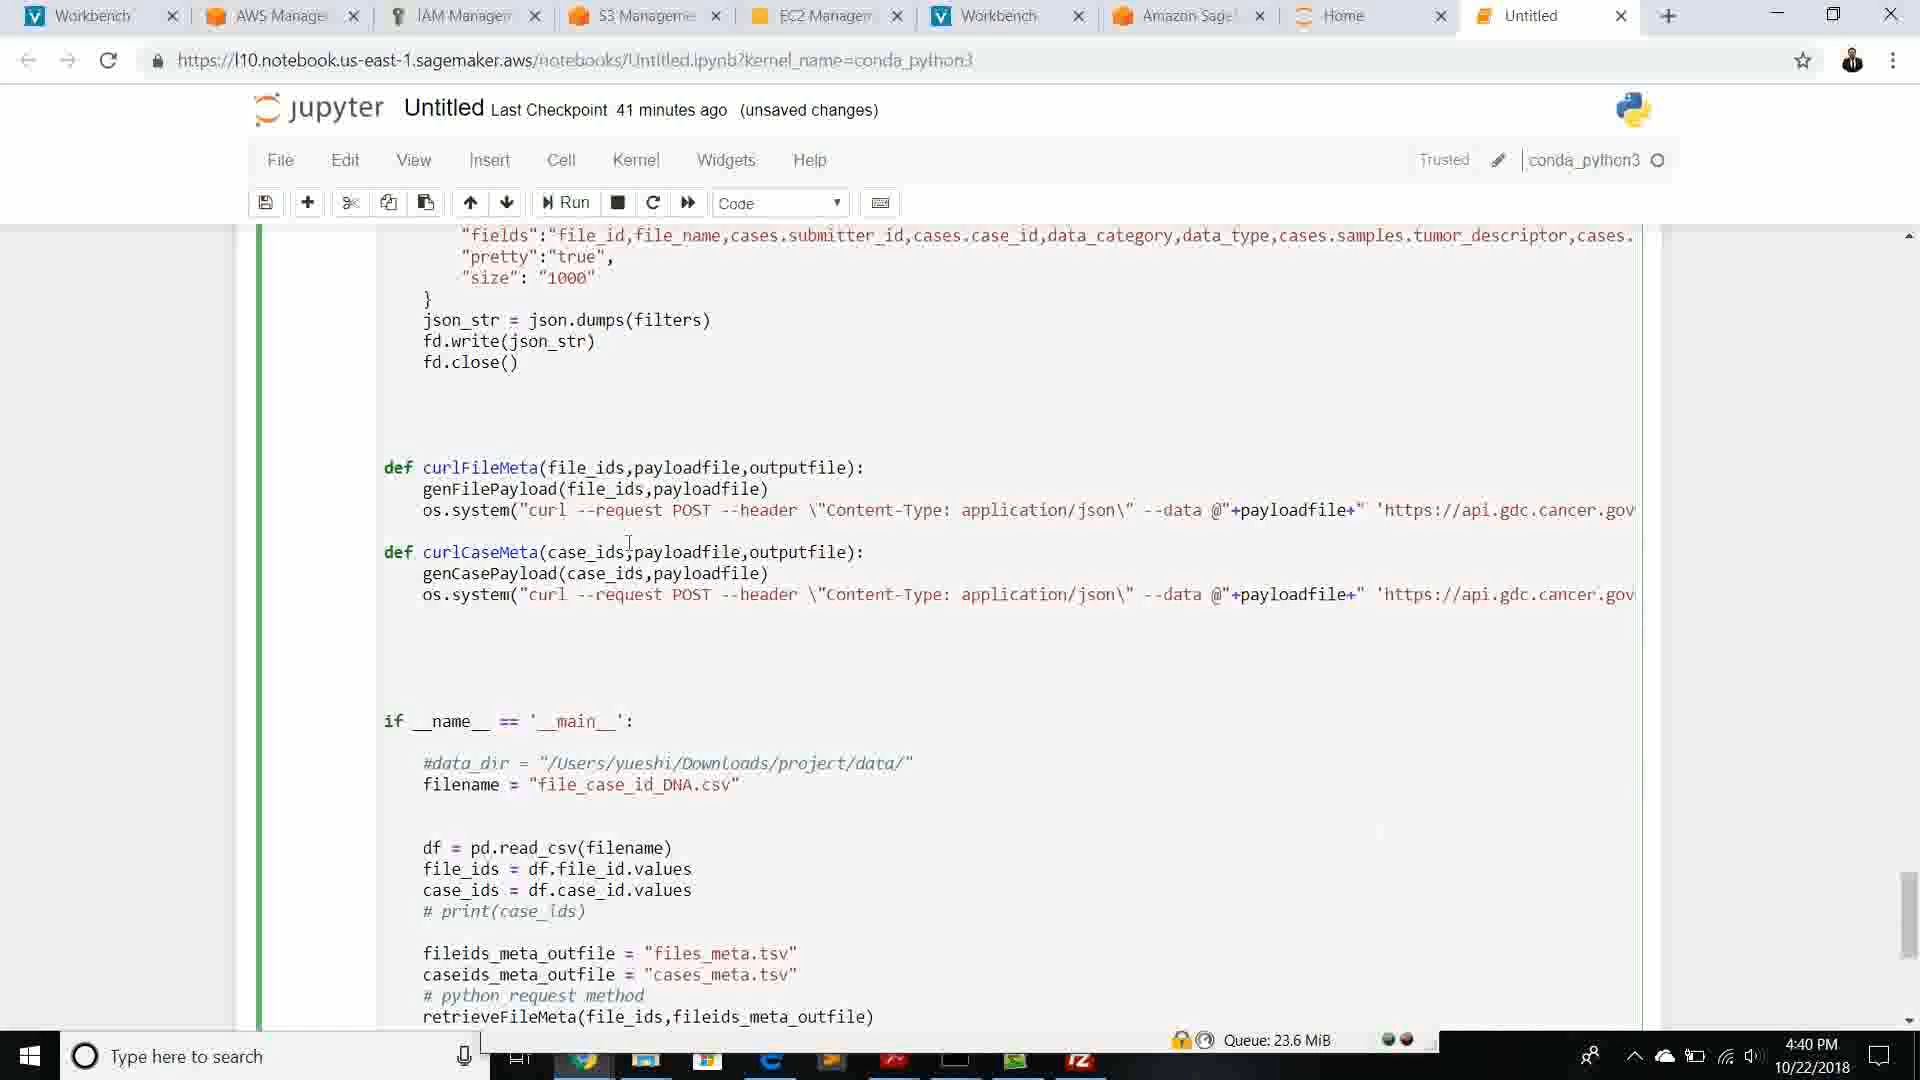 Workbench
AWS Manage
IAM Managem
S3 Manageme
EC2 Managem
Workbench
Amazon Sage
Home
Untitled
https://l10.notebook.us-east-1.sagemaker.aws/notebooks/Untitled.ipynb?kernel_name=conda_python3
jupyter Untitled Last Checkpoint 41 minutes ago (unsaved changes)
File Edit View Insert Cell Kernel Widgets Help
Trusted conda_python3
Run Code
"fields":"file_id,file_name,cases.submitter_id,cases.case_id,data_category,data_type,cases.samples.tumor_descriptor,cases.
"pretty":"true",
"size": "1000"
}
json_str = json.dumps(filters)
fd.write(json_str)
fd.close()
def curlFileMeta(file_ids,payloadfile,outputfile):
genFilePayload(file_ids,payloadfile)
os.system("curl --request POST --header \"Content-Type: application/json\" --data @"+payloadfile+" 'https://api.gdc.cancer.gov
def curlCaseMeta(case_ids,payloadfile,outputfile):
genCasePayload(case_ids,payloadfile)
os.system("curl --request POST --header \"Content-Type: application/json\" --data @"+payloadfile+" 'https://api.gdc.cancer.gov
if __name__ == '__main__':
#data_dir = "/Users/yueshi/Downloads/project/data/"
filename = "file_case_id_DNA.csv"
df = pd.read_csv(filename)
file_ids = df.file_id.values
case_ids = df.case_id.values
# print(case_ids)
fileids_meta_outfile = "files_meta.tsv"
caseids_meta_outfile = "cases_meta.tsv"
# python request method
retrieveFileMeta(file_ids,fileids_meta_outfile)
Queue: 23.6 MiB
Type here to search
4:40 PM
10/22/2018